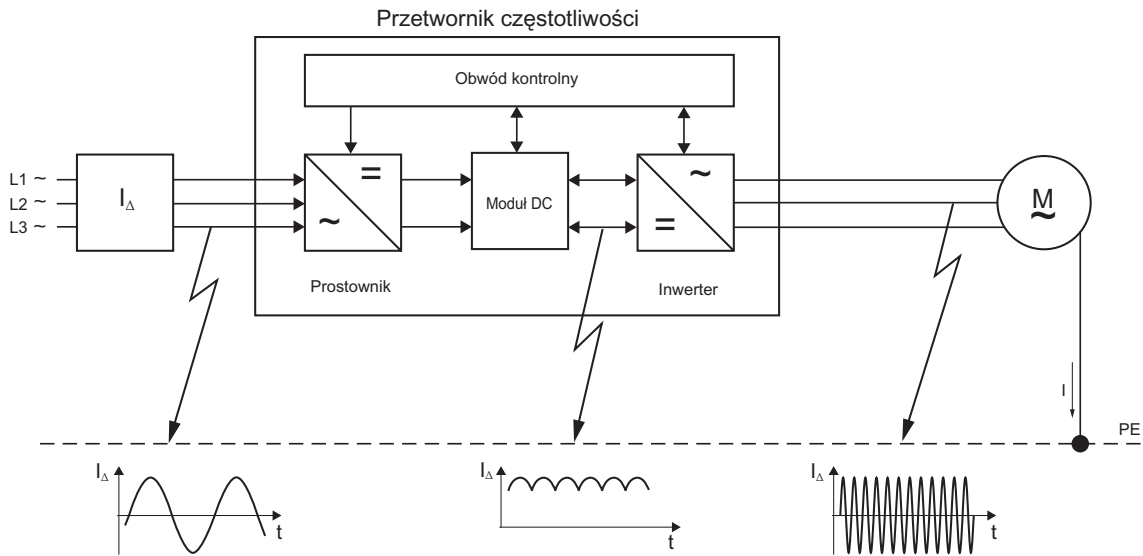 Przetwornik częstotliwości
Obwód kontrolny
L1 ~
L2 ~
L3 ~
I∆
=
~
Moduł DC
~
=
M
~
Prostownik
Inwerter
I
PE
I∆
t
I∆
t
I∆
t